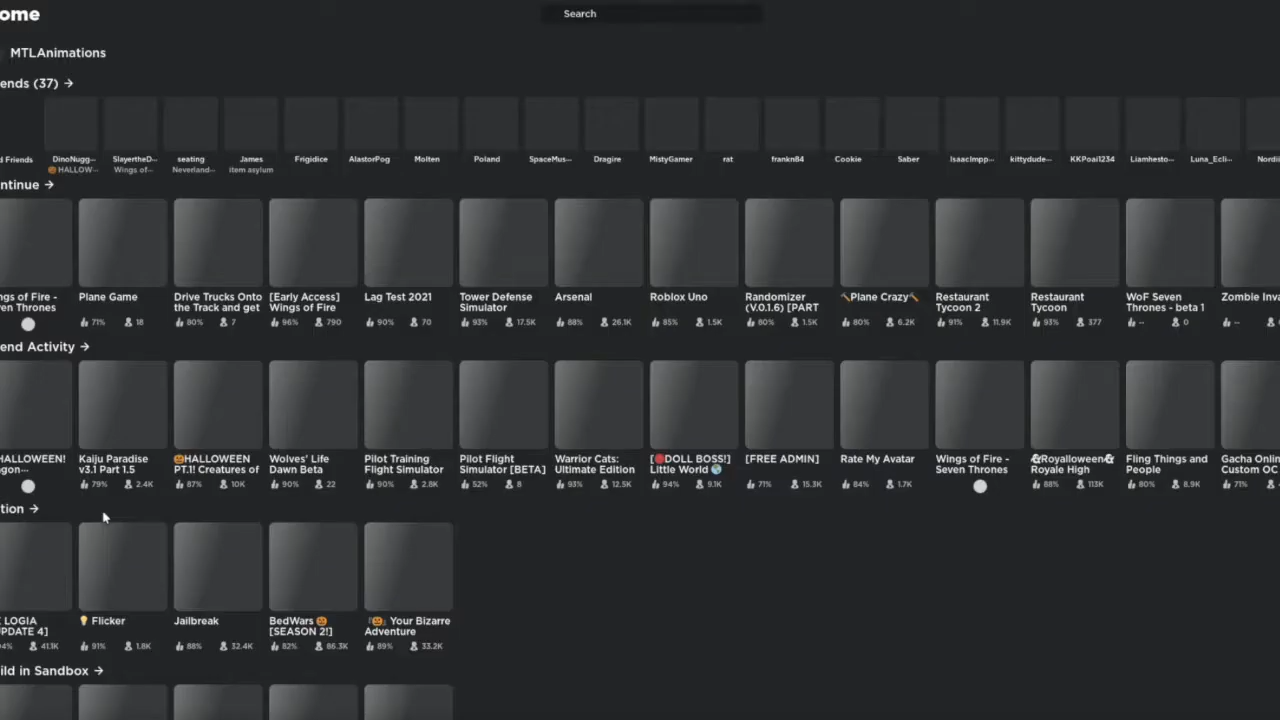 ome
Search
MTLAnimations
ends (37) →
d Friends
DinoNugg··· SlayertheD··· seating James Frigidice AlastorPog Molten Poland SpaceMus··· Dragire MistyGamer rat frankn84 Cookie Saber IsaacImpp··· kittydude··· KKPoai1234 Liamhesto··· Luna_Ecli··· Nordii
🎃 HALLOW··· Wings of··· Neverland··· item asylum
ntinue →
ngs of Fire -
ven Thrones
Plane Game
71% 18
Drive Trucks Onto
the Track and get
80% 7
[Early Access]
Wings of Fire
96% 790
Lag Test 2021
90% 70
Tower Defense
Simulator
93% 17.5K
Arsenal
88% 26.1K
Roblox Uno
85% 1.5K
Randomizer
(V.0.1.6) [PART
80% 1.5K
🔨Plane Crazy🔨
80% 6.2K
Restaurant
Tycoon 2
91% 11.9K
Restaurant
Tycoon
93% 377
WoF Seven
Thrones - beta 1
-- 0
Zombie Inva
--
end Activity →
HALLOWEEN!
agon···
Kaiju Paradise
v3.1 Part 1.5
79% 2.4K
🎃HALLOWEEN
PT.1! Creatures of
87% 10K
Wolves' Life
Dawn Beta
90% 22
Pilot Training
Flight Simulator
90% 2.8K
Pilot Flight
Simulator [BETA]
52% 8
Warrior Cats:
Ultimate Edition
93% 12.5K
[🔴DOLL BOSS!]
Little World 🌎
94% 9.1K
[FREE ADMIN]
71% 15.3K
Rate My Avatar
84% 1.7K
Wings of Fire -
Seven Thrones
Royalloween
Royale High
88% 113K
Fling Things and
People
80% 8.9K
Gacha Onlin
Custom OC
71%
tion →
LOGIA
UPDATE 4]
94% 41.1K
💡 Flicker
91% 1.8K
Jailbreak
88% 32.4K
BedWars 🎃
[SEASON 2!]
82% 86.3K
🎃 Your Bizarre
Adventure
89% 33.2K
ild in Sandbox →